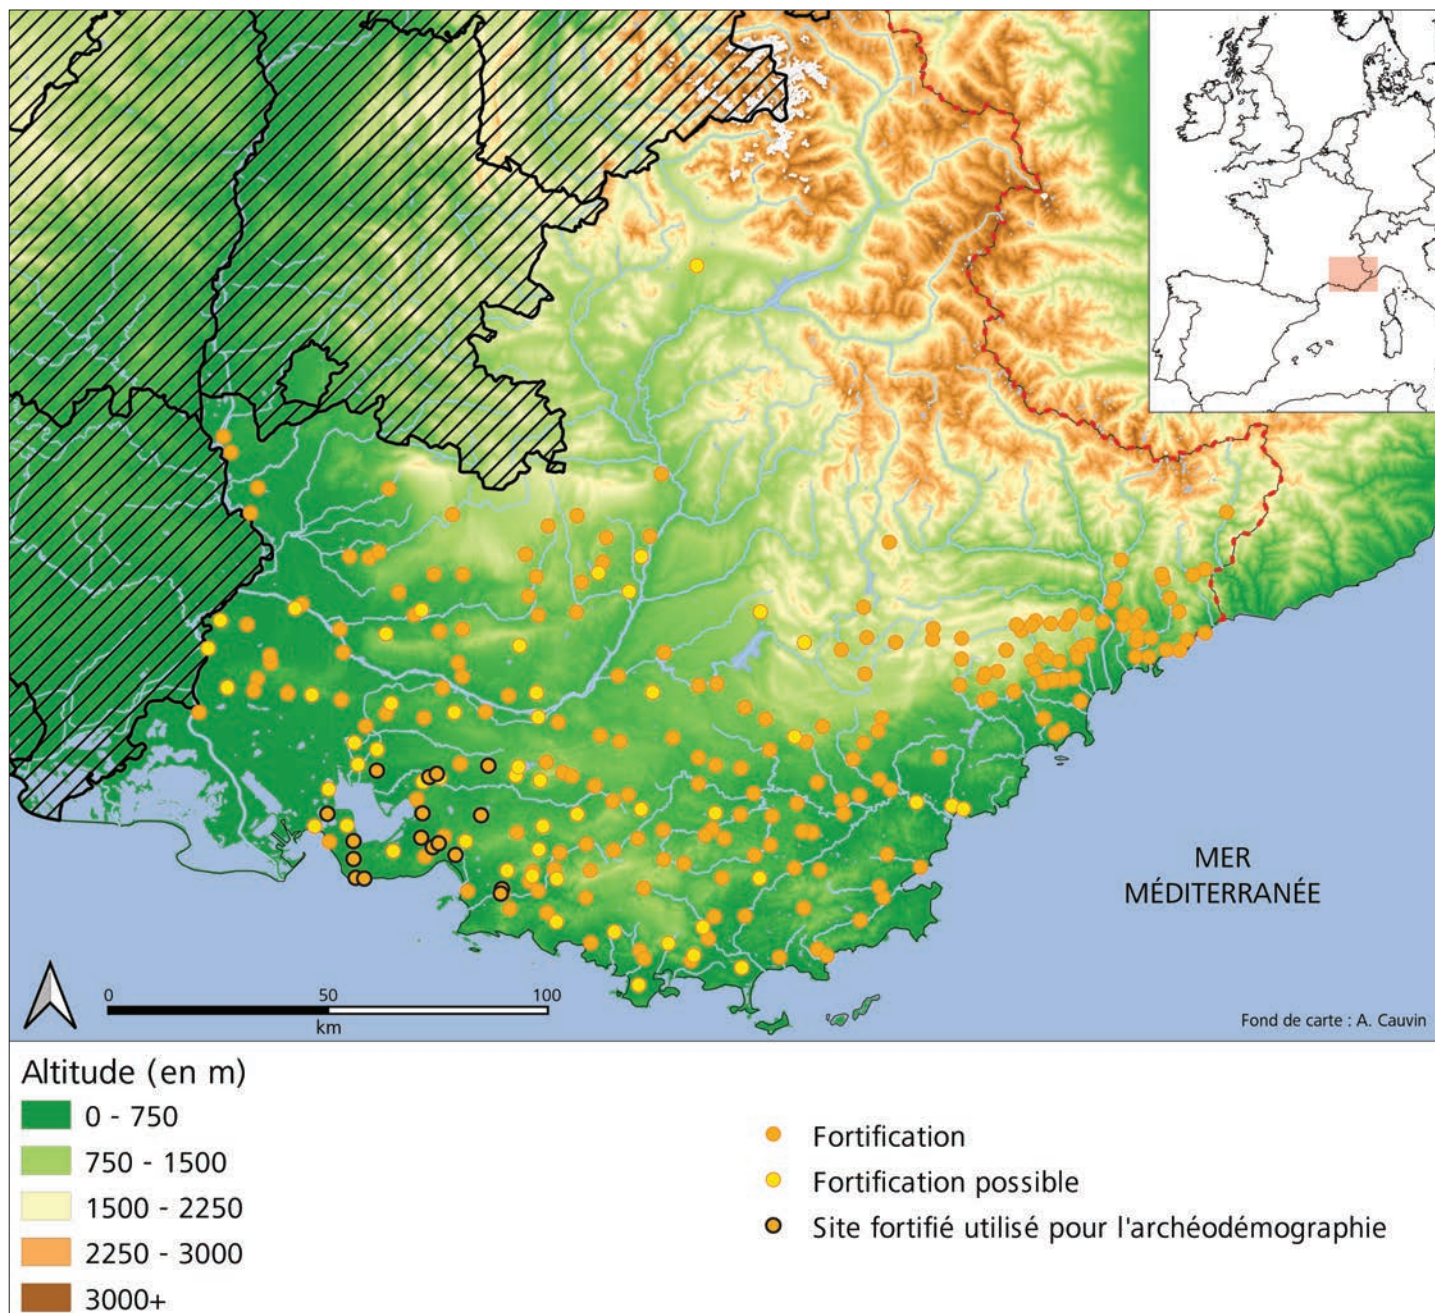 MER
MÉDITERRANÉE
0 50 100
km
Fond de carte : A. Cauvin
Altitude (en m)
0 - 750
750 - 1500
1500 - 2250
2250 - 3000
3000+
Fortification
Fortification possible
Site fortifié utilisé pour l'archéodémographie